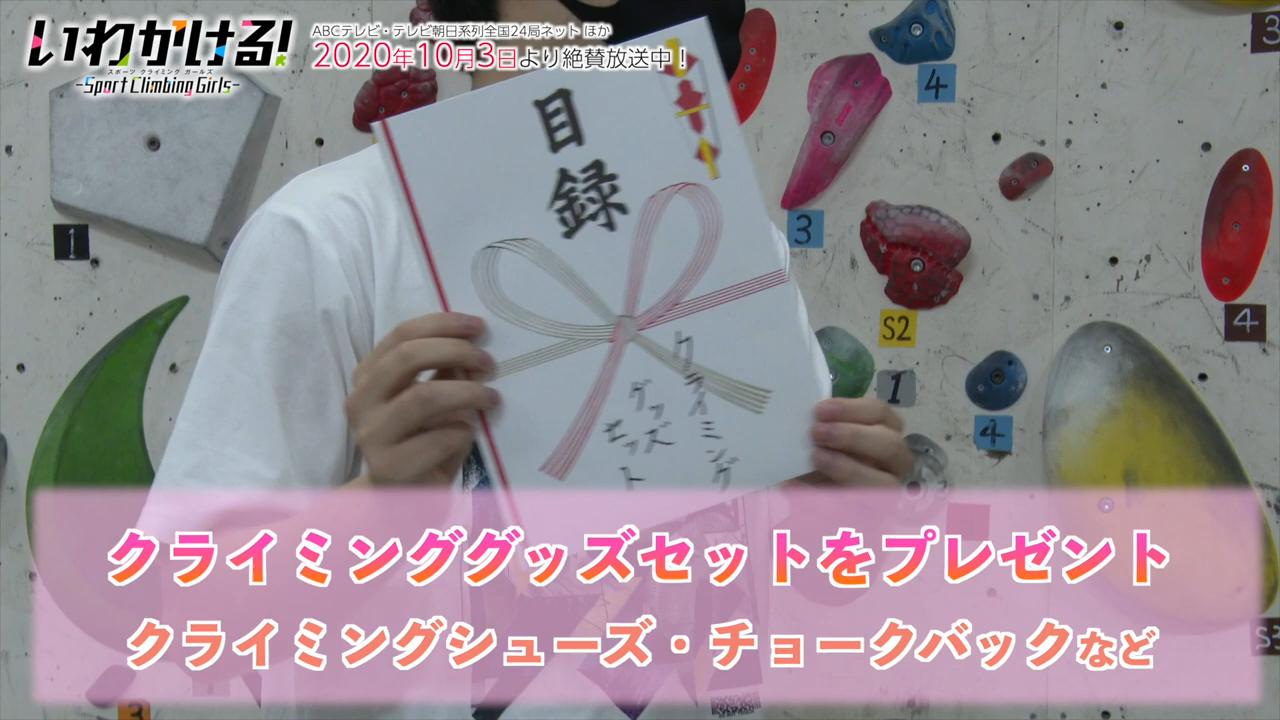 いわかける!
スポーツ クライミング ガールズ
-Sport Climbing Girls-
ABCテレビ・テレビ朝日系列全国24局ネット ほか
2020年10月3日より絶賛放送中！
目録
クライミング
グッズ
セット
3
4
1
3
S2
4
1
4
クライミンググッズセットをプレゼント
クライミングシューズ・チョークバックなど
3